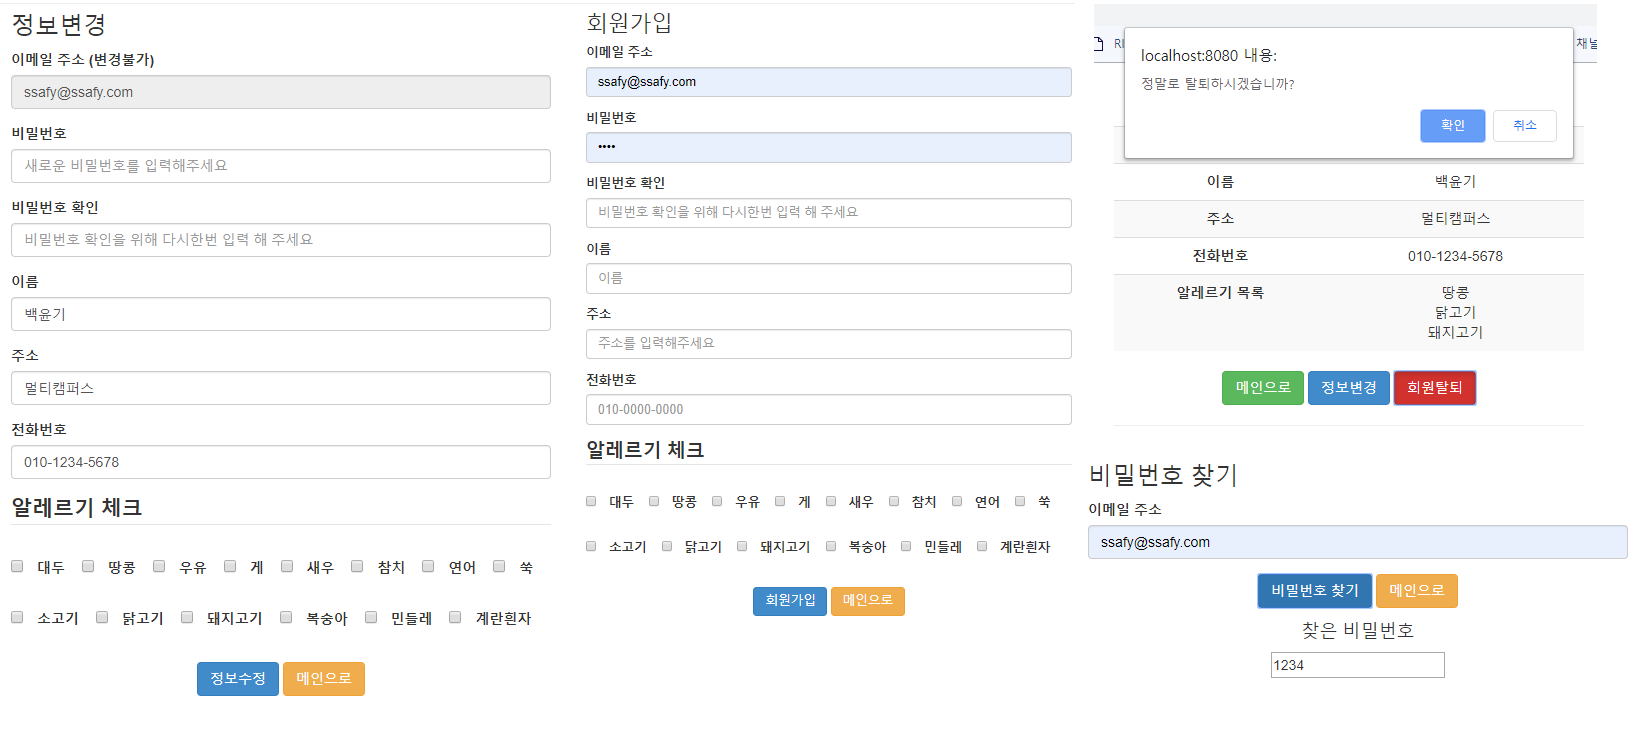 정보변경
이메일 주소 (변경불가)
ssafy@ssafy.com
비밀번호
새로운 비밀번호를 입력해주세요
비밀번호 확인
비밀번호 확인을 위해 다시한번 입력 해 주세요
이름
백윤기
주소
멀티캠퍼스
전화번호
010-1234-5678
알레르기 체크
대두 땅콩 우유 게 새우 참치 연어 쑥
소고기 닭고기 돼지고기 복숭아 민들레 계란흰자
정보수정 메인으로
회원가입
이메일 주소
ssafy@ssafy.com
비밀번호
••••
비밀번호 확인
비밀번호 확인을 위해 다시한번 입력 해 주세요
이름
이름
주소
주소를 입력해주세요
전화번호
010-0000-0000
알레르기 체크
대두 땅콩 우유 게 새우 참치 연어 쑥
소고기 닭고기 돼지고기 복숭아 민들레 계란흰자
회원가입 메인으로
채널
localhost:8080 내용:
정말로 탈퇴하시겠습니까?
확인 취소
이름 백윤기
주소 멀티캠퍼스
전화번호 010-1234-5678
알레르기 목록 땅콩
닭고기
돼지고기
메인으로 정보변경 회원탈퇴
비밀번호 찾기
이메일 주소
ssafy@ssafy.com
비밀번호 찾기 메인으로
찾은 비밀번호
1234